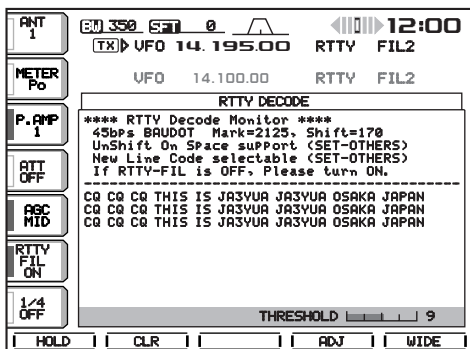 ANT 1
BW 350 SFT 0 12:00
TX VFO 14.195.00 RTTY FIL2
METER Po
VFO 14.100.00 RTTY FIL2
RTTY DECODE
P.AMP 1
**** RTTY Decode Monitor ****
45bps BAUDOT Mark=2125, Shift=170
UnShift On Space support (SET-OTHERS)
New Line Code selectable (SET-OTHERS)
If RTTY-FIL is OFF, Please turn ON.
ATT OFF
--------------------------------------------------
CQ CQ CQ THIS IS JA3YUA JA3YUA OSAKA JAPAN
CQ CQ CQ THIS IS JA3YUA JA3YUA OSAKA JAPAN
CQ CQ CQ THIS IS JA3YUA JA3YUA OSAKA JAPAN
AGC MID
RTTY FIL ON
1/4 OFF
THRESHOLD 9
HOLD CLR ADJ WIDE